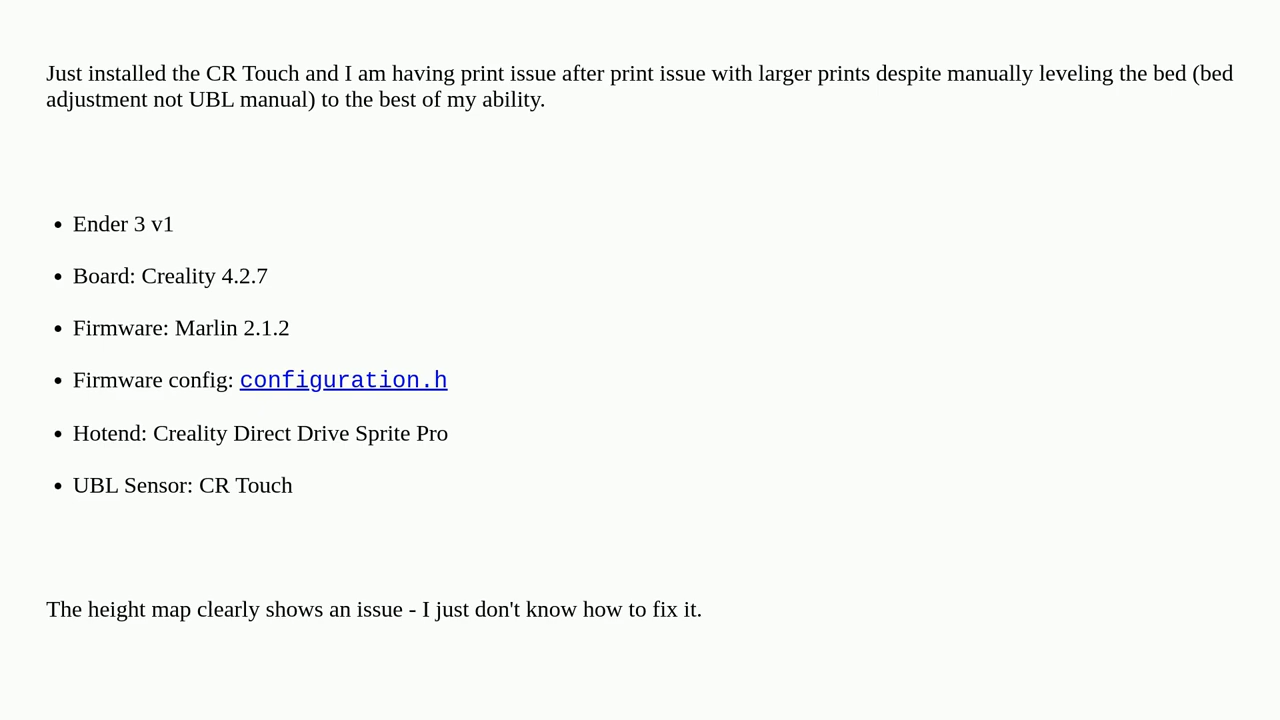 Just installed the CR Touch and I am having print issue after print issue with larger prints despite manually leveling the bed (bed
adjustment not UBL manual) to the best of my ability.
• Ender 3 v1
• Board: Creality 4.2.7
• Firmware: Marlin 2.1.2
• Firmware config: configuration.h
• Hotend: Creality Direct Drive Sprite Pro
• UBL Sensor: CR Touch
The height map clearly shows an issue - I just don't know how to fix it.